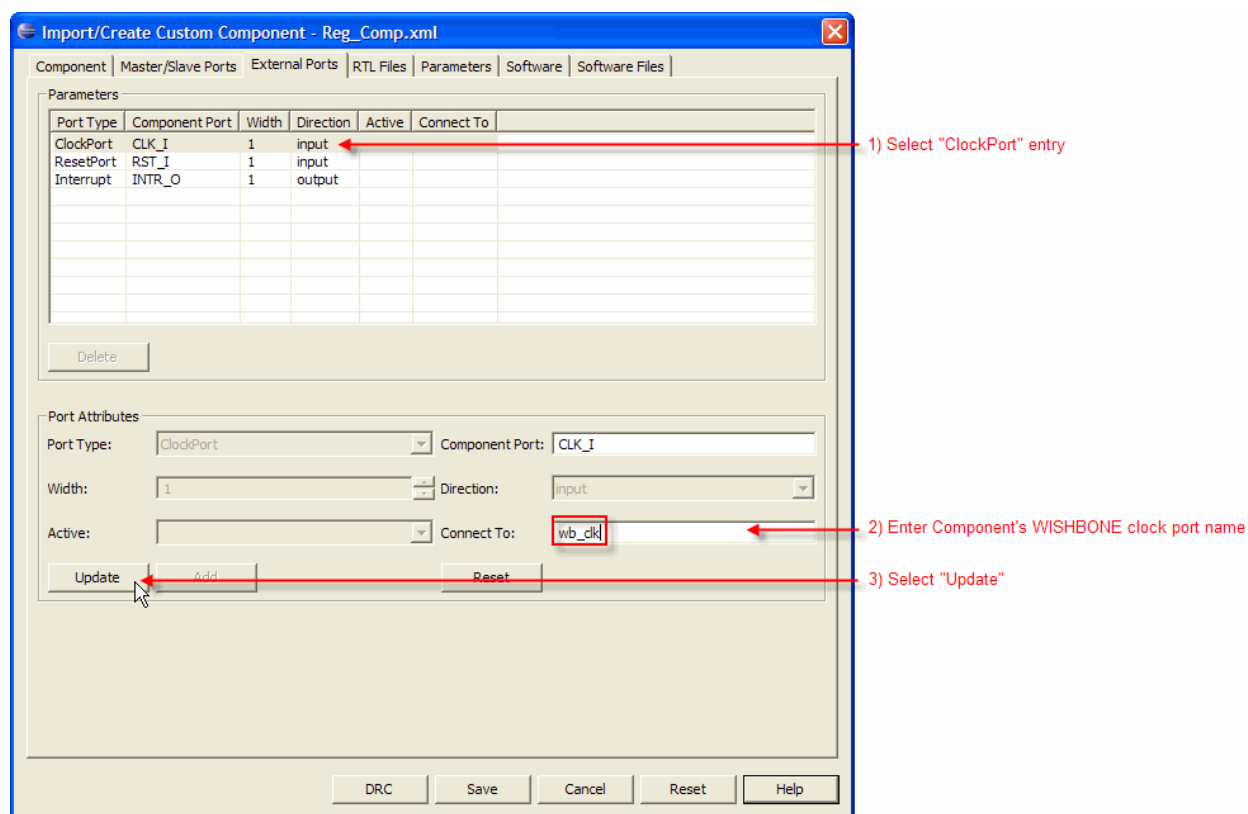 Import/Create Custom Component - Reg_Comp.xml
Component Master/Slave Ports External Ports RTL Files Parameters Software Software Files
Parameters
Port Type Component Port Width Direction Active Connect To
ClockPort CLK_I 1 input
1) Select "ClockPort" entry
ResetPort RST_I 1 input
Interrupt INTR_O 1 output
Delete
Port Attributes
Port Type: ClockPort Component Port: CLK_I
Width: 1 Direction: input
Active: Connect To: wb_clk
2) Enter Component's WISHBONE clock port name
Update Add Reset
3) Select "Update"
DRC Save Cancel Reset Help